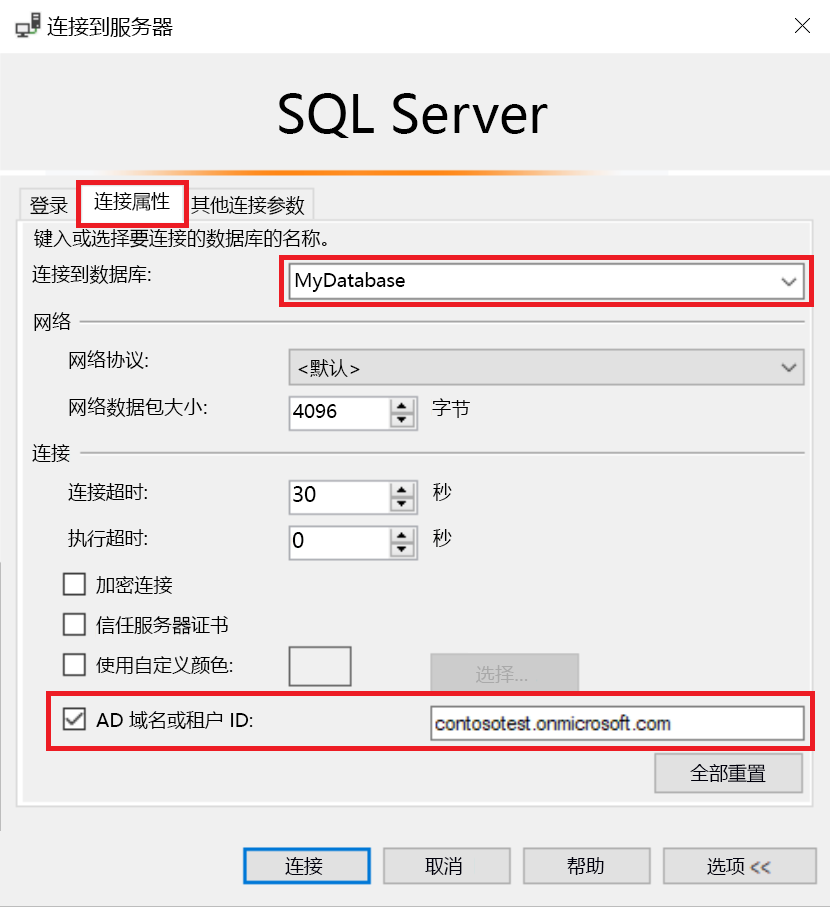 连接到服务器
SQL Server
登录 连接属性 其他连接参数
键入或选择要连接的数据库的名称。
连接到数据库: MyDatabase
网络
网络协议: <默认>
网络数据包大小: 4096 字节
连接
连接超时: 30 秒
执行超时: 0 秒
加密连接
信任服务器证书
使用自定义颜色: 选择...
AD 域名或租户 ID: contosotest.onmicrosoft.com
全部重置
连接 取消 帮助 选项 <<